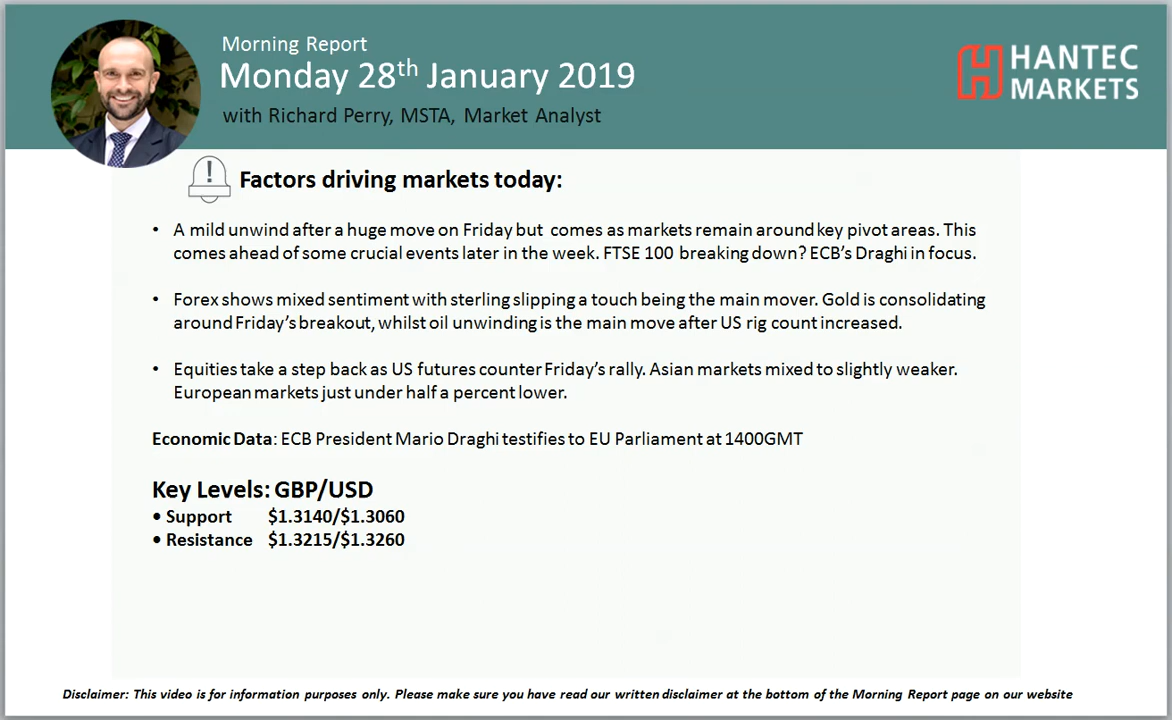 Morning Report
Monday 28th January 2019
with Richard Perry, MSTA, Market Analyst
HANTEC
MARKETS
!
Factors driving markets today:
• A mild unwind after a huge move on Friday but comes as markets remain around key pivot areas. This
comes ahead of some crucial events later in the week. FTSE 100 breaking down? ECB's Draghi in focus.
• Forex shows mixed sentiment with sterling slipping a touch being the main mover. Gold is consolidating
around Friday's breakout, whilst oil unwinding is the main move after US rig count increased.
• Equities take a step back as US futures counter Friday's rally. Asian markets mixed to slightly weaker.
European markets just under half a percent lower.
Economic Data: ECB President Mario Draghi testifies to EU Parliament at 1400GMT
Key Levels: GBP/USD
• Support $1.3140/$1.3060
• Resistance $1.3215/$1.3260
Disclaimer: This video is for information purposes only. Please make sure you have read our written disclaimer at the bottom of the Morning Report page on our website